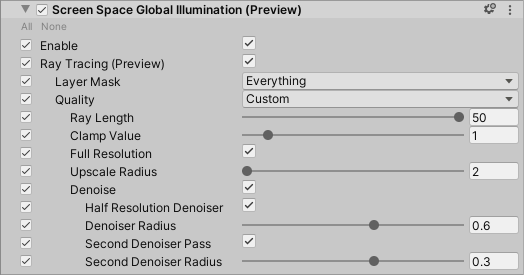 Screen Space Global Illumination (Preview)
All None
Enable
Ray Tracing (Preview)
Layer Mask Everything
Quality Custom
Ray Length 50
Clamp Value 1
Full Resolution
Upscale Radius 2
Denoise
Half Resolution Denoiser
Denoiser Radius 0.6
Second Denoiser Pass
Second Denoiser Radius 0.3